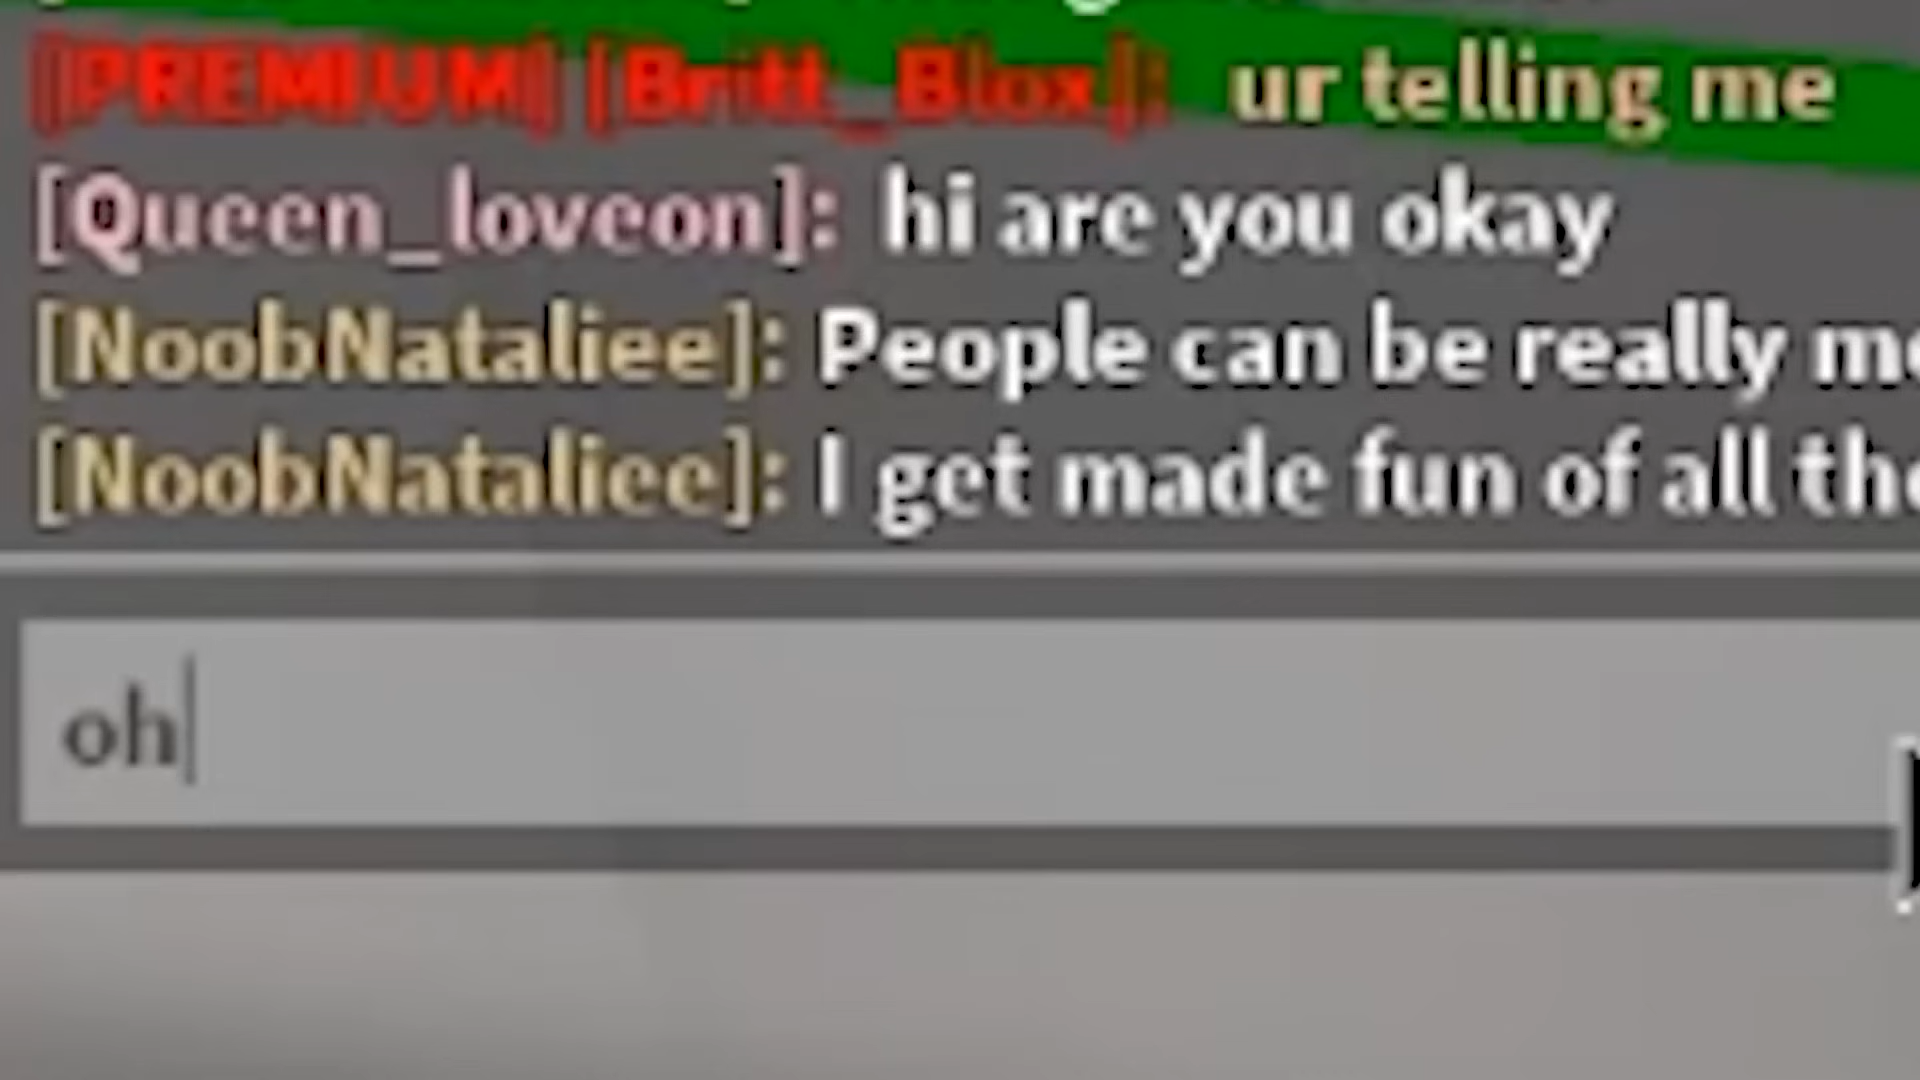 [[PREMIUM] [Britt_Blox]: ur telling me
[Queen_loveon]: hi are you okay
[NoobNataliee]: People can be really
[NoobNataliee]: I get made fun of all
oh